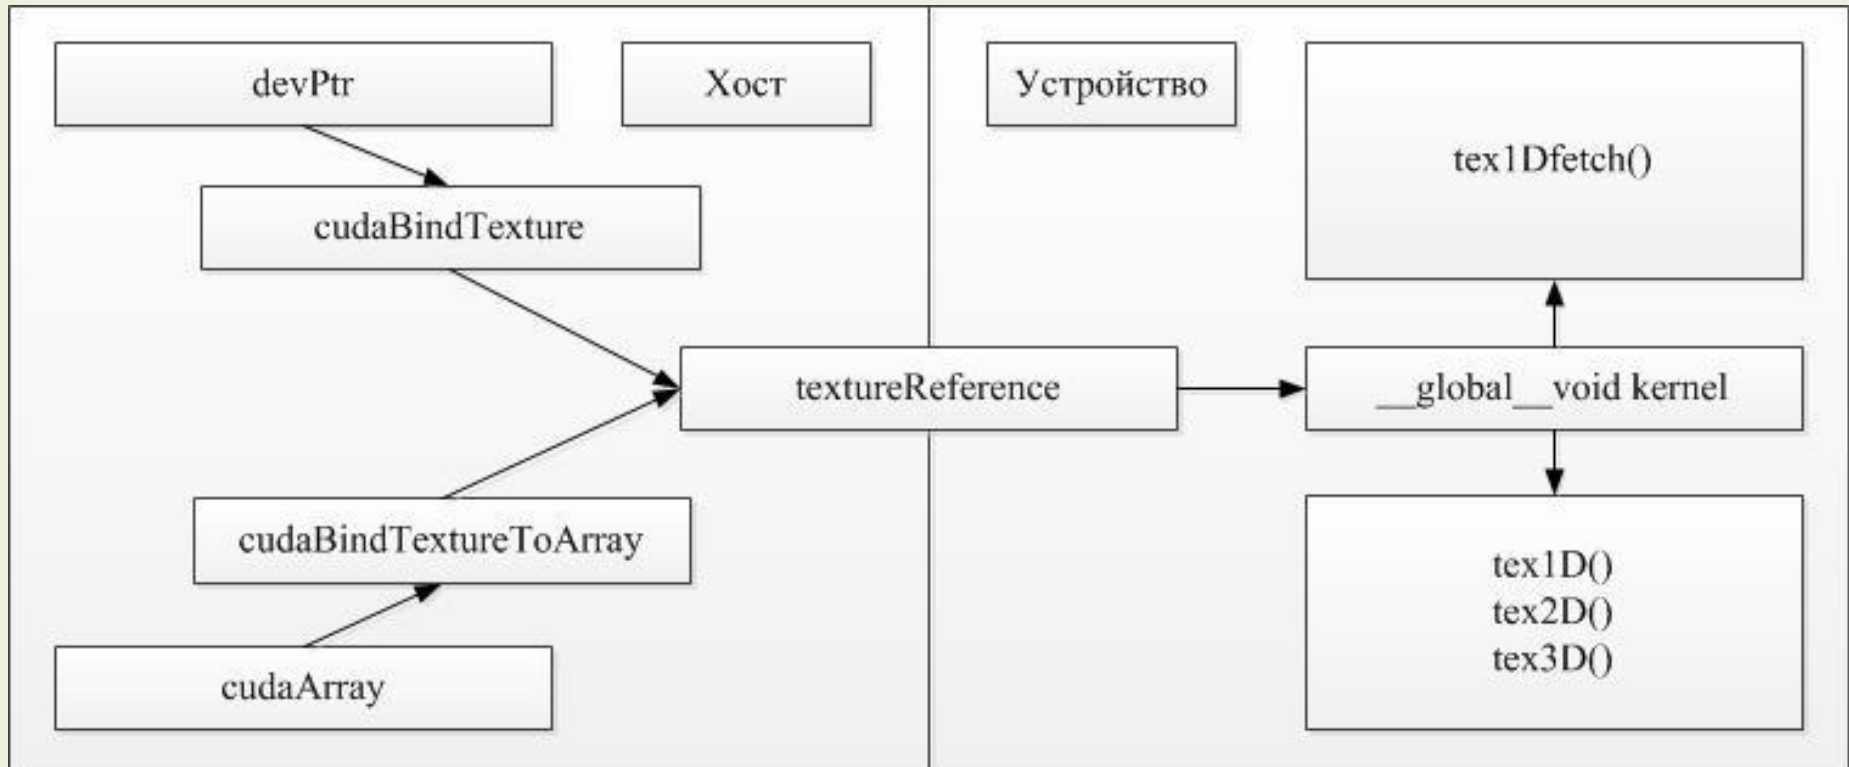 devPtr
Хост
Устройство
tex1Dfetch()
cudaBindTexture
textureReference
__global__void kernel
cudaBindTextureToArray
tex1D()
tex2D()
tex3D()
cudaArray